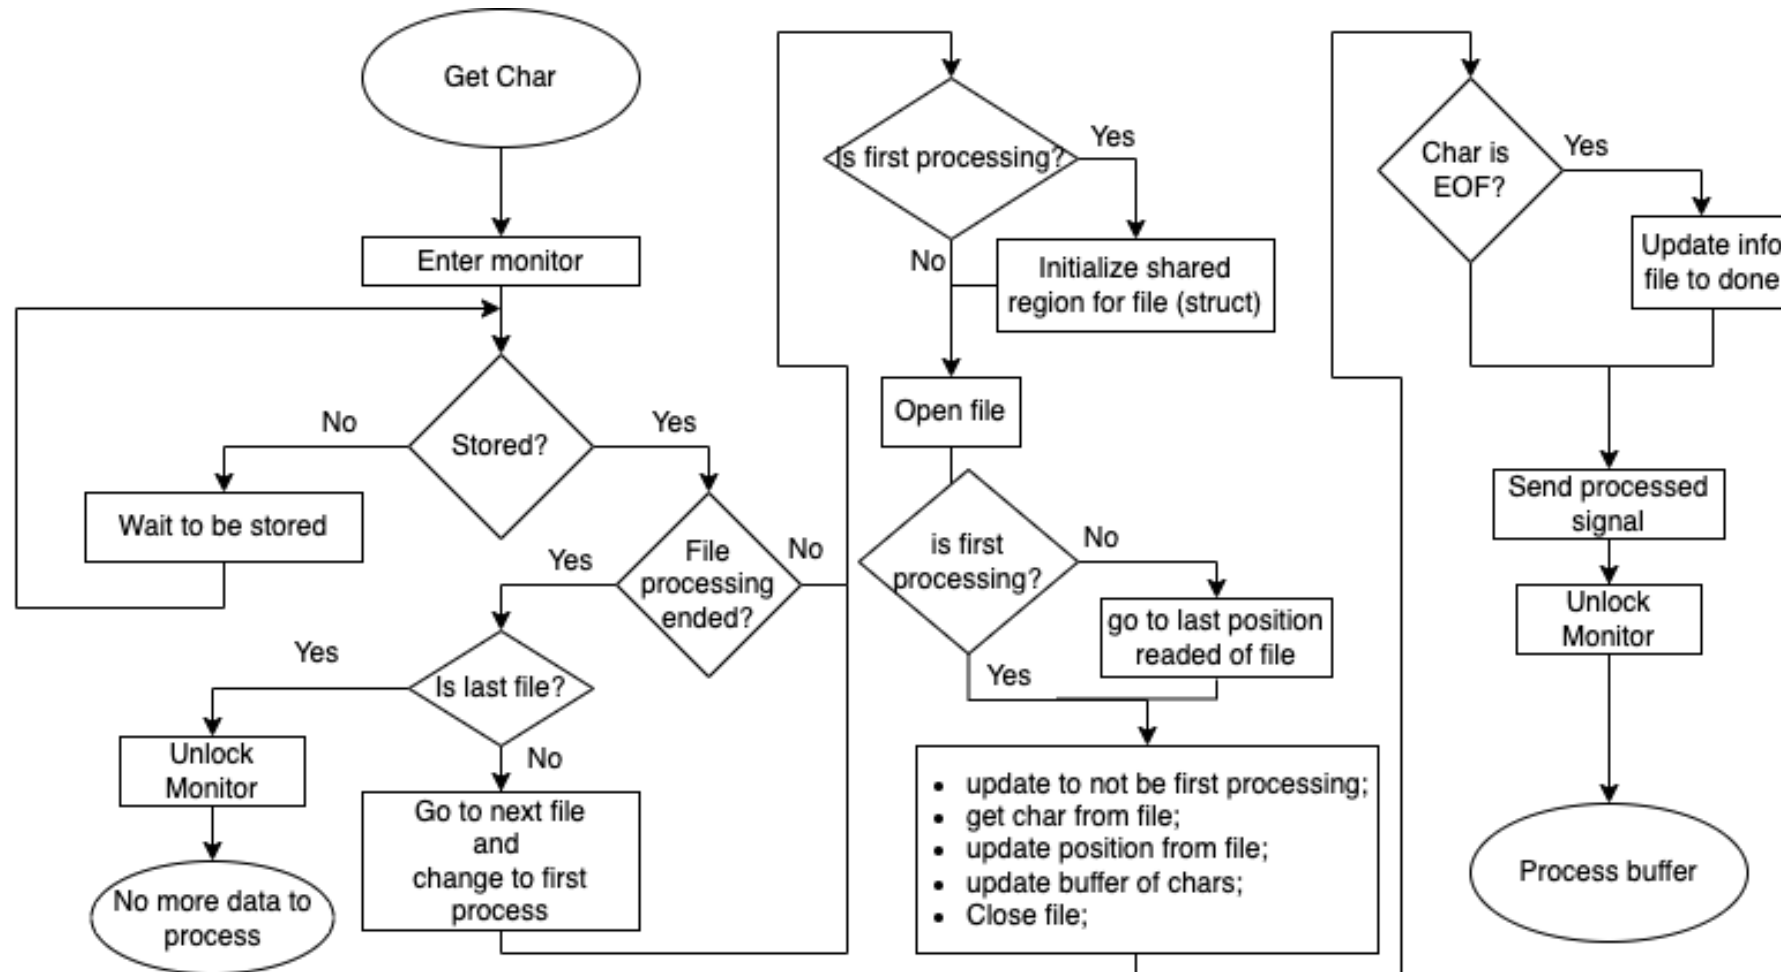 Get Char
Enter monitor
Stored?
No
Yes
Wait to be stored
File
processing
ended?
No
Yes
Is last file?
Yes
No
Unlock
Monitor
No more data to
process
Go to next file
and
change to first
process
Is first processing?
Yes
No
Initialize shared
region for file (struct)
Open file
is first
processing?
No
Yes
go to last position
readed of file
• update to not be first processing;
• get char from file;
• update position from file;
• update buffer of chars;
• Close file;
Char is
EOF?
Yes
Update info
file to done
Send processed
signal
Unlock
Monitor
Process buffer